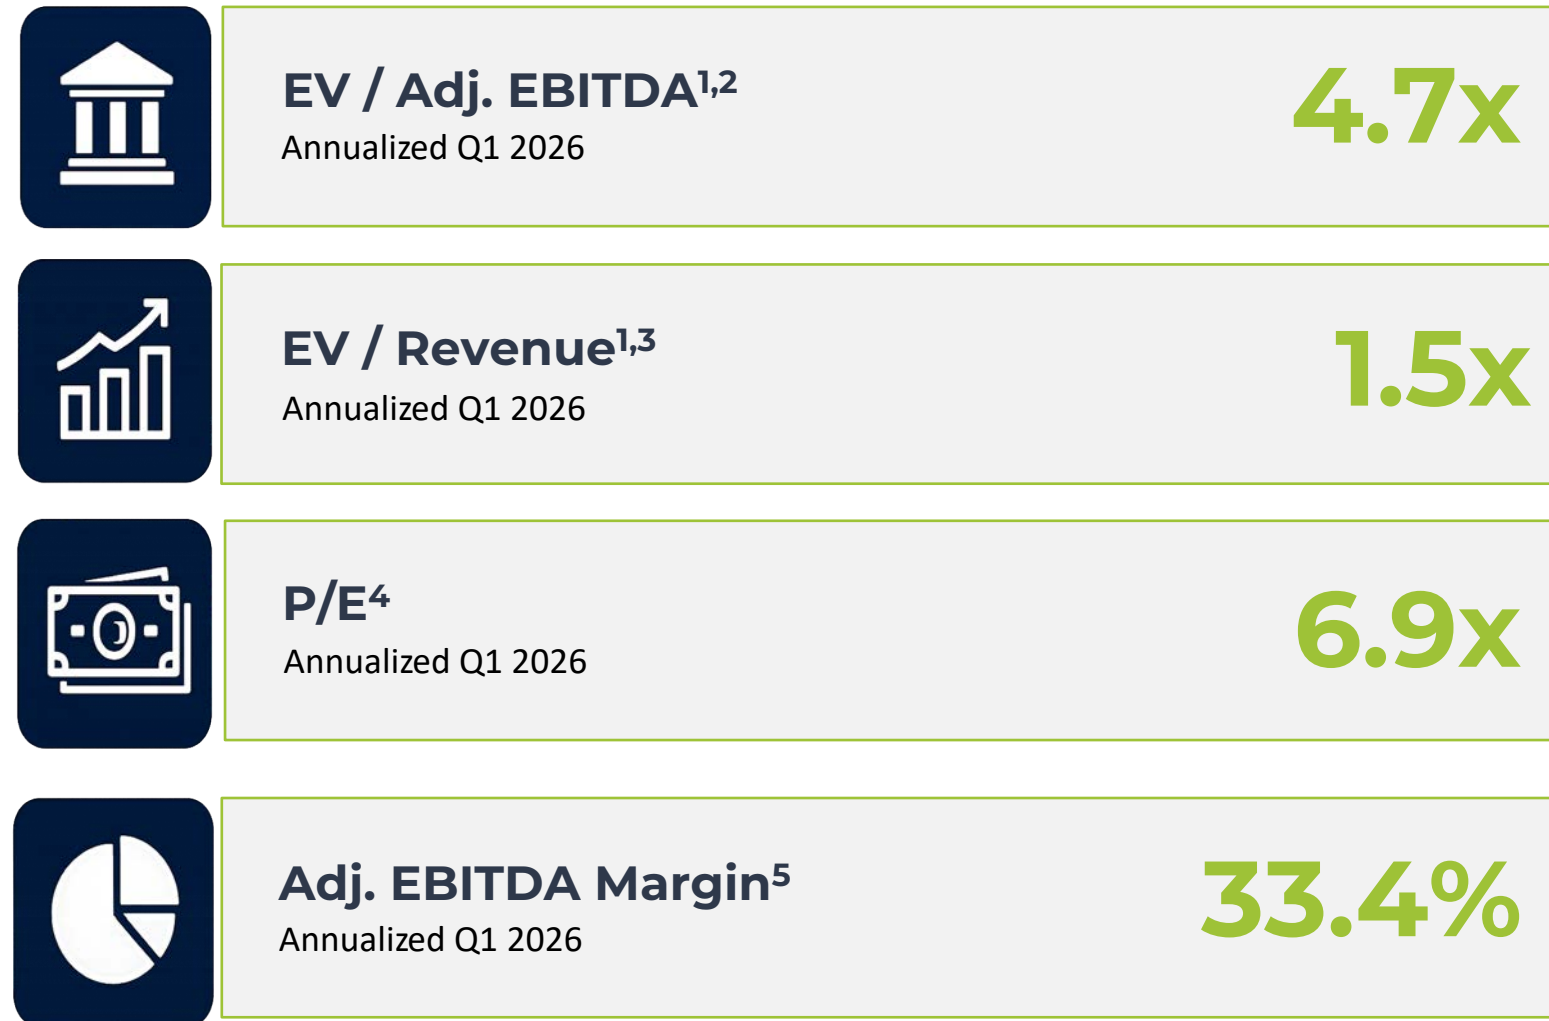 EV / Adj. EBITDA¹,²
4.7x
Annualized Q1 2026
EV / Revenue¹,³
1.5x
Annualized Q1 2026
P/E⁴
6.9x
Annualized Q1 2026
Adj. EBITDA Margin⁵
33.4%
Annualized Q1 2026